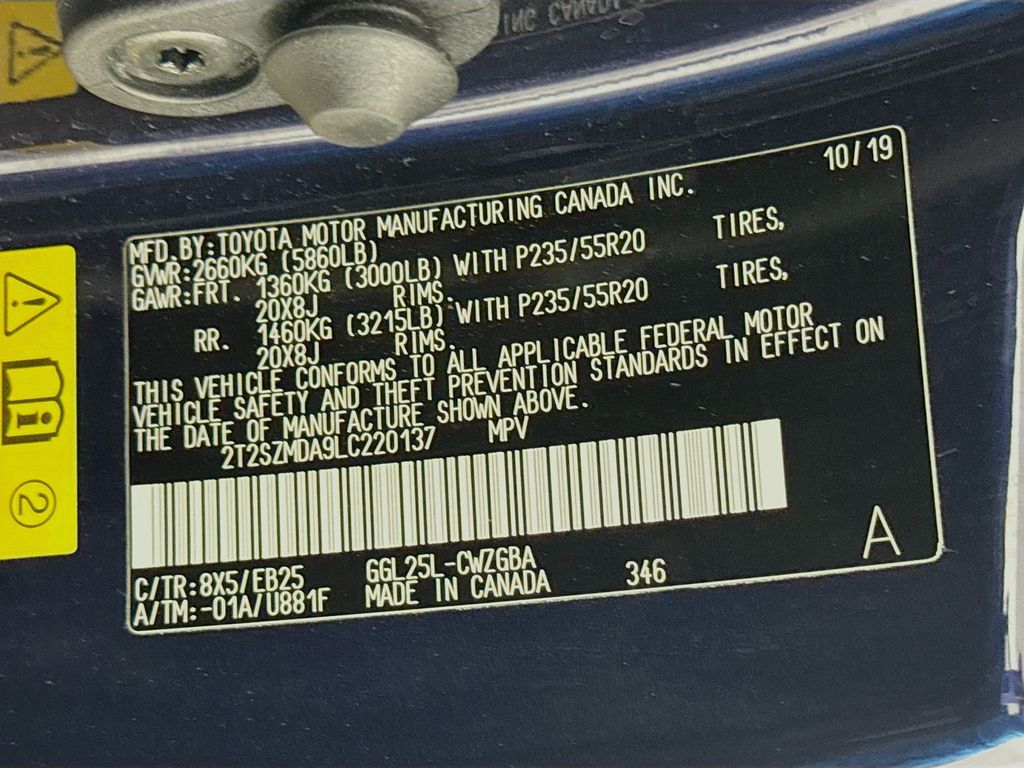 ING CANADA
10/19
MFD.BY:TOYOTA MOTOR MANUFACTURING CANADA INC.
GVWR:2660KG (5860LB)
GAWR:FRT. 1360KG (3000LB) WITH P235/55R20 TIRES,
20X8J RIMS.
RR. 1460KG (3215LB) WITH P235/55R20 TIRES,
20X8J RIMS.
THIS VEHICLE CONFORMS TO ALL APPLICABLE FEDERAL MOTOR
VEHICLE SAFETY AND THEFT PREVENTION STANDARDS IN EFFECT ON
THE DATE OF MANUFACTURE SHOWN ABOVE.
2T2SZMDA9LC220137 MPV
C/TR:8X5/EB25 GGL25L-CWZGBA 346 A
A/TM:-01A/U881F MADE IN CANADA
2